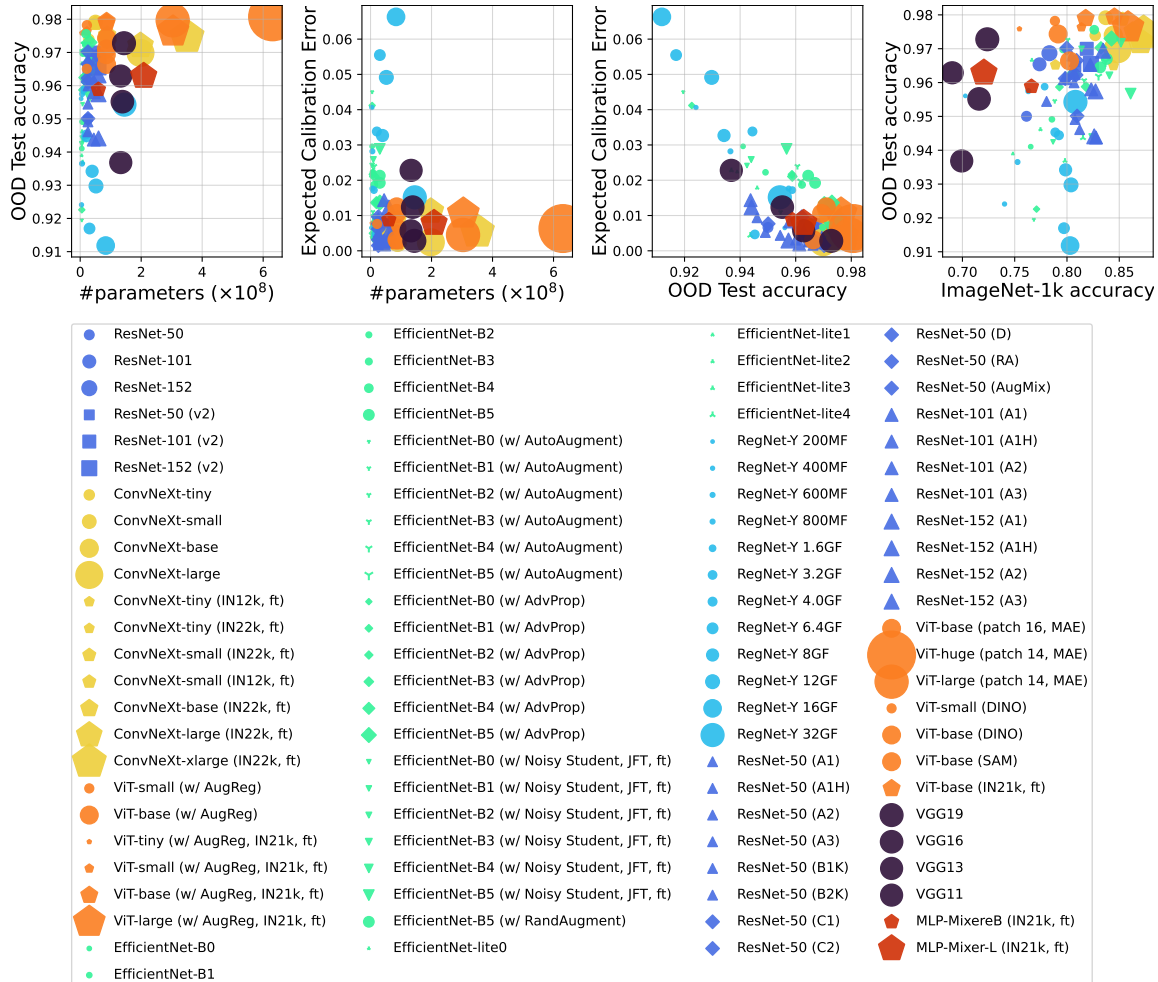 OOD Test accuracy
0.98
0.97
0.96
0.95
0.94
0.93
0.92
0.91
0
2
4
6
#parameters (×10⁸)
Expected Calibration Error
0.06
0.05
0.04
0.03
0.02
0.01
0.00
0
2
4
6
#parameters (×10⁸)
Expected Calibration Error
0.06
0.05
0.04
0.03
0.02
0.01
0.00
0.92
0.94
0.96
0.98
OOD Test accuracy
OOD Test accuracy
0.98
0.97
0.96
0.95
0.94
0.93
0.92
0.91
0.70
0.75
0.80
0.85
ImageNet-1k accuracy
ResNet-50
ResNet-101
ResNet-152
ResNet-50 (v2)
ResNet-101 (v2)
ResNet-152 (v2)
ConvNeXt-tiny
ConvNeXt-small
ConvNeXt-base
ConvNeXt-large
ConvNeXt-tiny (IN12k, ft)
ConvNeXt-tiny (IN22k, ft)
ConvNeXt-small (IN22k, ft)
ConvNeXt-small (IN12k, ft)
ConvNeXt-base (IN22k, ft)
ConvNeXt-large (IN22k, ft)
ConvNeXt-xlarge (IN22k, ft)
ViT-small (w/ AugReg)
ViT-base (w/ AugReg)
ViT-tiny (w/ AugReg, IN21k, ft)
ViT-small (w/ AugReg, IN21k, ft)
ViT-base (w/ AugReg, IN21k, ft)
ViT-large (w/ AugReg, IN21k, ft)
EfficientNet-B0
EfficientNet-B1
EfficientNet-B2
EfficientNet-B3
EfficientNet-B4
EfficientNet-B5
EfficientNet-B0 (w/ AutoAugment)
EfficientNet-B1 (w/ AutoAugment)
EfficientNet-B2 (w/ AutoAugment)
EfficientNet-B3 (w/ AutoAugment)
EfficientNet-B4 (w/ AutoAugment)
EfficientNet-B5 (w/ AutoAugment)
EfficientNet-B0 (w/ AdvProp)
EfficientNet-B1 (w/ AdvProp)
EfficientNet-B2 (w/ AdvProp)
EfficientNet-B3 (w/ AdvProp)
EfficientNet-B4 (w/ AdvProp)
EfficientNet-B5 (w/ AdvProp)
EfficientNet-B0 (w/ Noisy Student, JFT, ft)
EfficientNet-B1 (w/ Noisy Student, JFT, ft)
EfficientNet-B2 (w/ Noisy Student, JFT, ft)
EfficientNet-B3 (w/ Noisy Student, JFT, ft)
EfficientNet-B4 (w/ Noisy Student, JFT, ft)
EfficientNet-B5 (w/ Noisy Student, JFT, ft)
EfficientNet-B5 (w/ RandAugment)
EfficientNet-lite0
EfficientNet-lite1
EfficientNet-lite2
EfficientNet-lite3
EfficientNet-lite4
RegNet-Y 200MF
RegNet-Y 400MF
RegNet-Y 600MF
RegNet-Y 800MF
RegNet-Y 1.6GF
RegNet-Y 3.2GF
RegNet-Y 4.0GF
RegNet-Y 6.4GF
RegNet-Y 8GF
RegNet-Y 12GF
RegNet-Y 16GF
RegNet-Y 32GF
ResNet-50 (A1)
ResNet-50 (A1H)
ResNet-50 (A2)
ResNet-50 (A3)
ResNet-50 (B1K)
ResNet-50 (B2K)
ResNet-50 (C1)
ResNet-50 (C2)
ResNet-50 (D)
ResNet-50 (RA)
ResNet-50 (AugMix)
ResNet-101 (A1)
ResNet-101 (A1H)
ResNet-101 (A2)
ResNet-101 (A3)
ResNet-152 (A1)
ResNet-152 (A1H)
ResNet-152 (A2)
ResNet-152 (A3)
ViT-base (patch 16, MAE)
ViT-huge (patch 14, MAE)
ViT-large (patch 14, MAE)
ViT-small (DINO)
ViT-base (DINO)
ViT-base (SAM)
ViT-base (IN21k, ft)
VGG19
VGG16
VGG13
VGG11
MLP-MixereB (IN21k, ft)
MLP-Mixer-L (IN21k, ft)